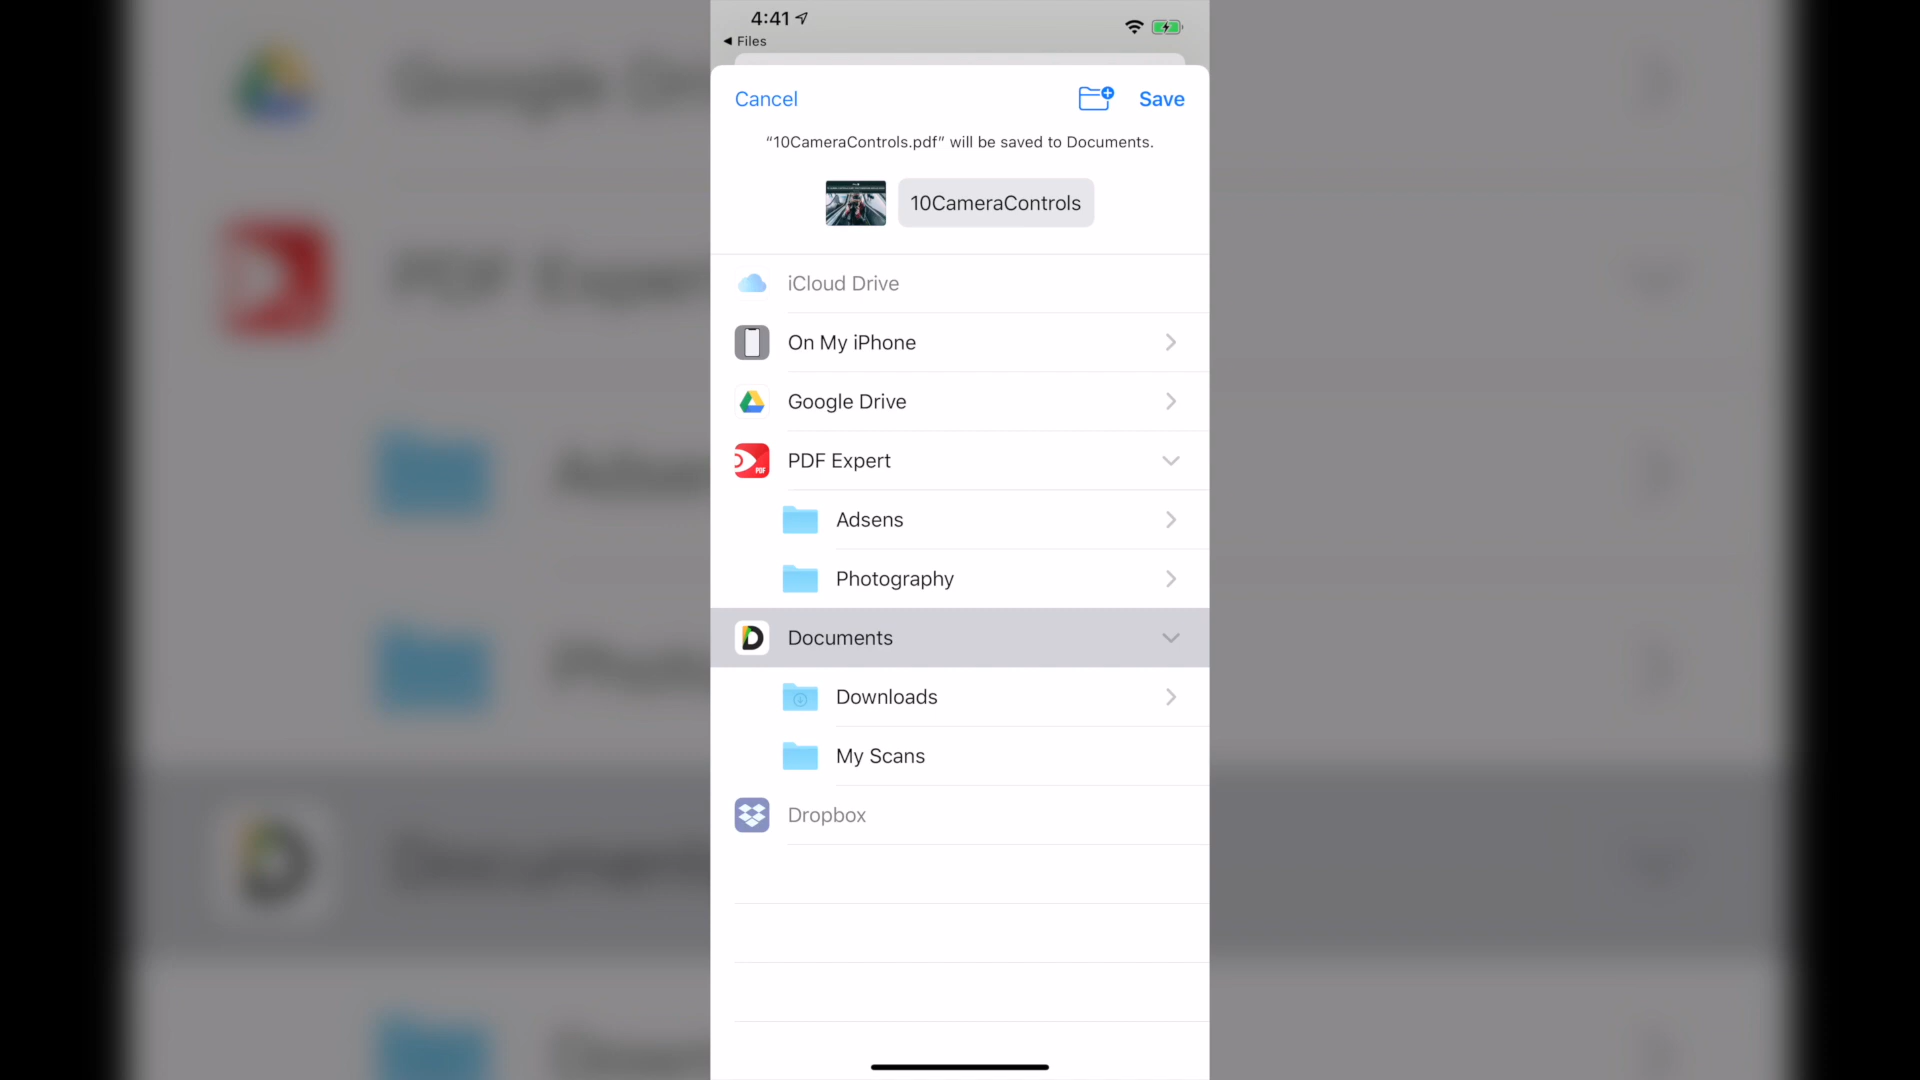 4:41
Files
Cancel
Save
“10CameraControls.pdf” will be saved to Documents.
10CameraControls
iCloud Drive
On My iPhone
Google Drive
PDF Expert
PDF
Adsens
Photography
Documents
Downloads
My Scans
Dropbox